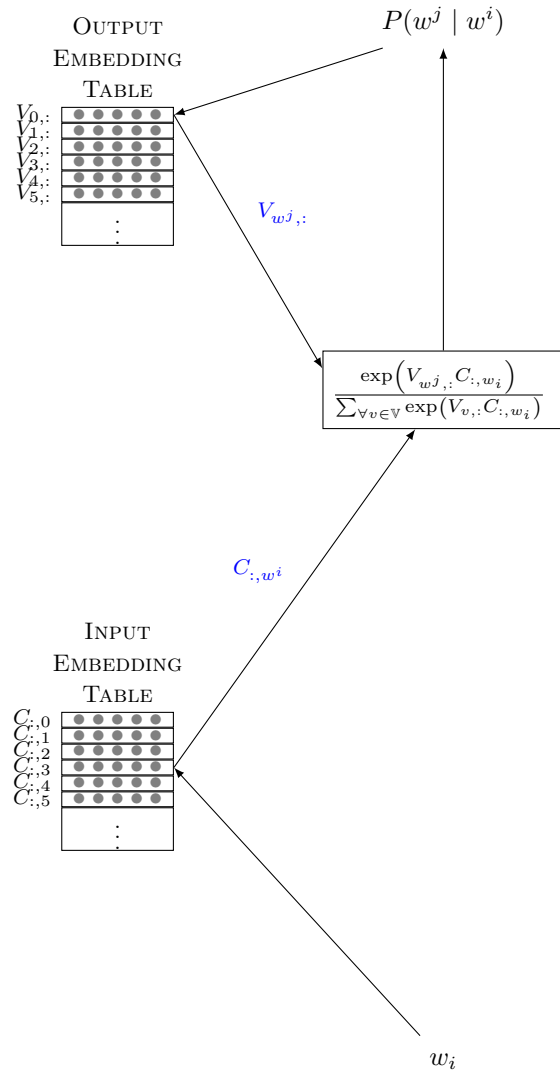 OUTPUT
EMBEDDING
TABLE
P(w^j | w^i)
V_{0,:}
V_{1,:}
V_{2,:}
V_{3,:}
V_{4,:}
V_{5,:}
⋮
V_{w^j,:}
exp(V_{w^j,:}C_{:,w_i})
∑_{∀v∈𝕍} exp(V_{v,:}C_{:,w_i})
C_{:,w^i}
INPUT
EMBEDDING
TABLE
C_{:,0}
C_{:,1}
C_{:,2}
C_{:,3}
C_{:,4}
C_{:,5}
⋮
w_i